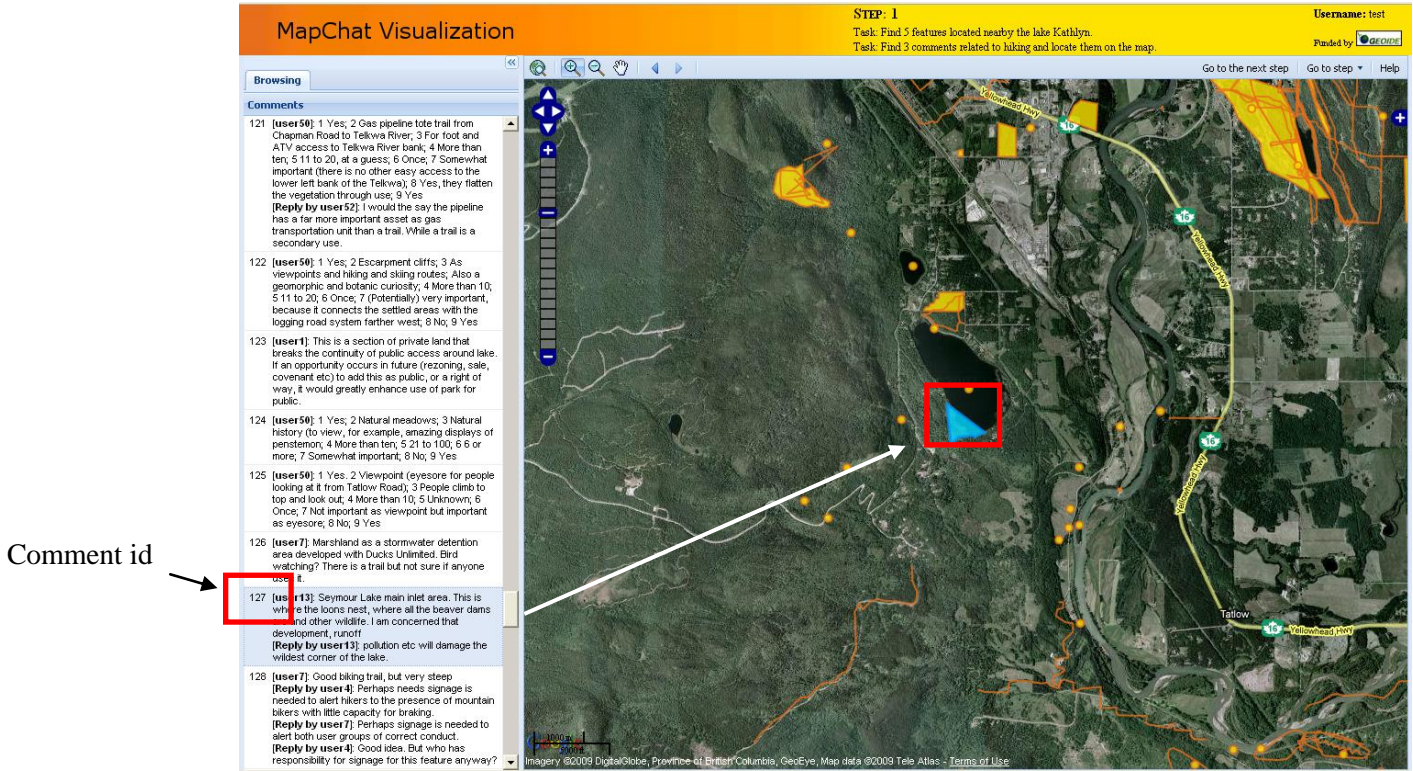 MapChat Visualization
STEP: 1
Task: Find 5 features located nearby the lake Kathlyn.
Task: Find 3 comments related to hiking and locate them on the map.
Username: test
Funded by GEOIDE
Browsing
Go to the next step
Go to step
Help
Comments
121 [user50]: 1 Yes; 2 Gas pipeline tote trail from
Chapman Road to Telkwa River; 3 For foot and
ATV access to Telkwa River bank; 4 More than
ten; 5 11 to 20, at a guess; 6 Once; 7 Somewhat
important (there is no other easy access to the
lower left bank of the Telkwa); 8 Yes, they flatten
the vegetation through use; 9 Yes
[Reply by user52]: I would the say the pipeline
has a far more important asset as gas
transportation unit than a trail. While a trail is a
secondary use.
122 [user50]: 1 Yes; 2 Escarpment cliffs; 3 As
viewpoints and hiking and skiing routes; Also a
geomorphic and botanic curiosity; 4 More than 10;
5 11 to 20; 6 Once; 7 (Potentially) very important,
because it connects the settled areas with the
logging road system farther west; 8 No; 9 Yes
123 [user1]: This is a section of private land that
breaks the continuity of public access around lake.
If an opportunity occurs in future (rezoning, sale,
covenant etc) to add this as public, or a right of
way, it would greatly enhance use of park for
public.
124 [user50]: 1 Yes; 2 Natural meadows; 3 Natural
history (to view, for example, amazing displays of
penstemon; 4 More than ten; 5 21 to 100; 6 6 or
more; 7 Somewhat important; 8 No; 9 Yes
125 [user50]: 1 Yes. 2 Viewpoint (eyesore for people
looking at it from Tatlow Road); 3 People climb to
top and look out; 4 More than 10; 5 Unknown; 6
Once; 7 Not important as viewpoint but important
as eyesore; 8 No; 9 Yes
126 [user7]: Marshland as a stormwater detention
area developed with Ducks Unlimited. Bird
watching? There is a trail but not sure if anyone
uses it.
Comment id
127 [user13]: Seymour Lake main inlet area. This is
where the loons nest, where all the beaver dams
and other wildlife. I am concerned that
development, runoff
[Reply by user13]: pollution etc will damage the
wildest corner of the lake.
128 [user7]: Good biking trail, but very steep
[Reply by user4]: Perhaps needs signage is
needed to alert hikers to the presence of mountain
bikers with little capacity for braking.
[Reply by user7]: Perhaps signage is needed to
alert both user groups of correct conduct.
[Reply by user4]: Good idea. But who has
responsibility for signage for this feature anyway?
Yellowhead Hwy
16
16
Yellowhead Hwy
16
Yellowhead Hwy
Tatlow
16
Yellowhead Hwy
1000 m
5000 ft
Imagery ©2009 DigitalGlobe, Province of British Columbia, GeoEye, Map data ©2009 Tele Atlas - Terms of Use